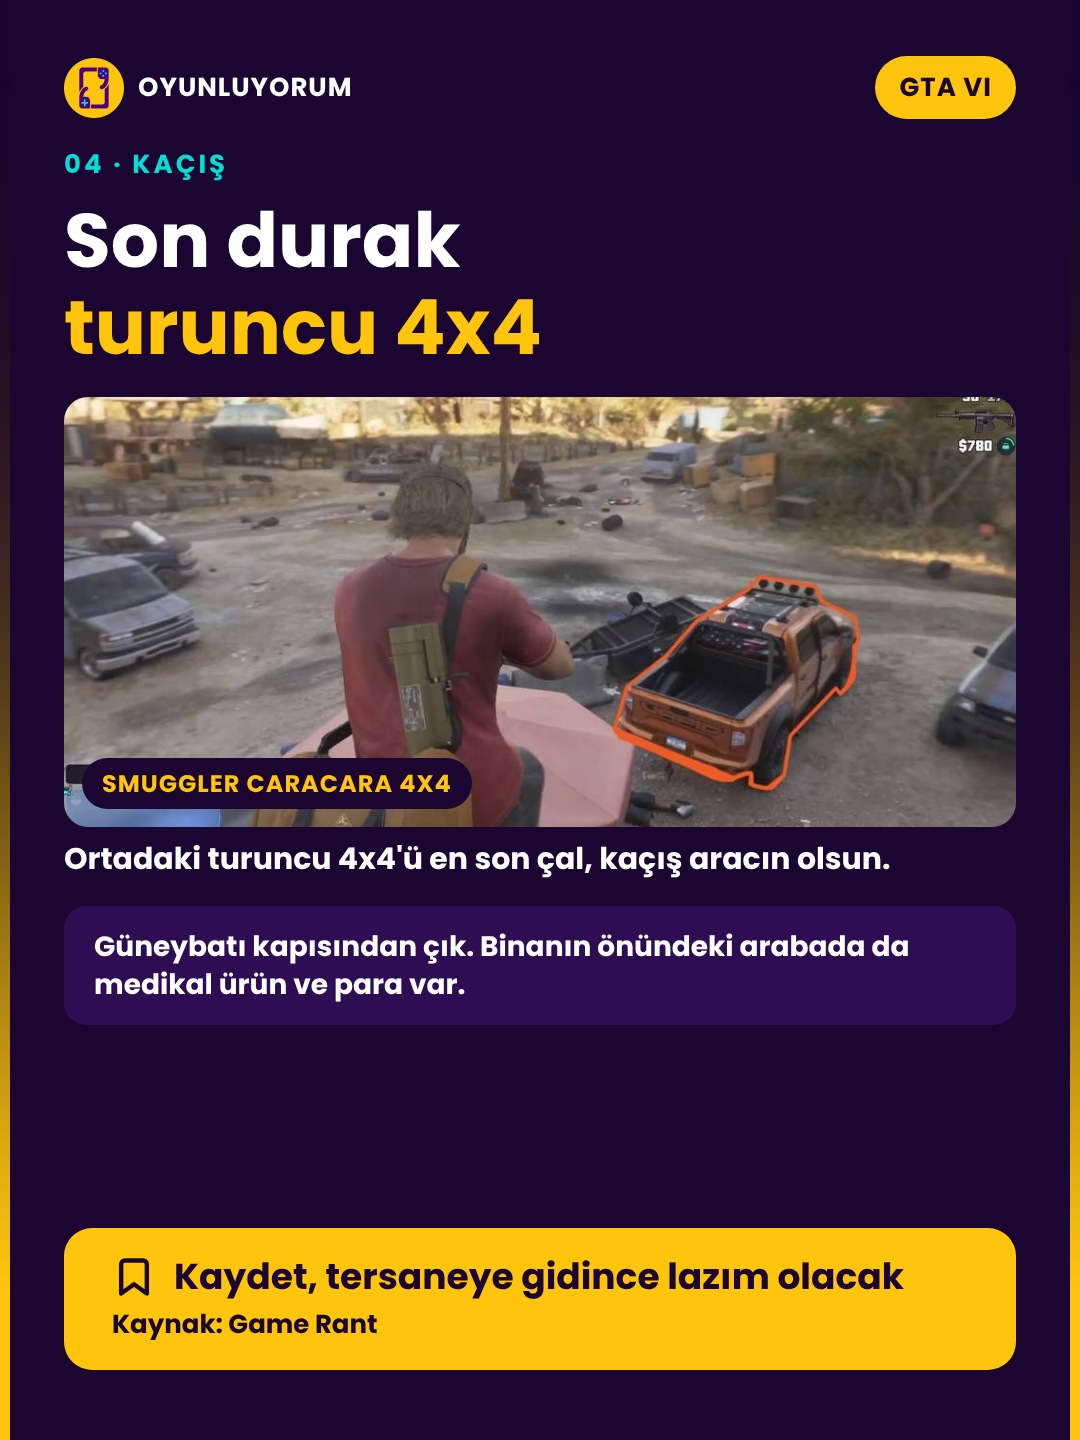 OYUNLUYORUM
GTA VI
04 · KAÇIŞ
Son durak
turuncu 4x4
$780
SMUGGLER CARACARA 4X4
Ortadaki turuncu 4x4'ü en son çal, kaçış aracın olsun.
Güneybatı kapısından çık. Binanın önündeki arabada da
medikal ürün ve para var.
Kaydet, tersaneye gidince lazım olacak
Kaynak: Game Rant